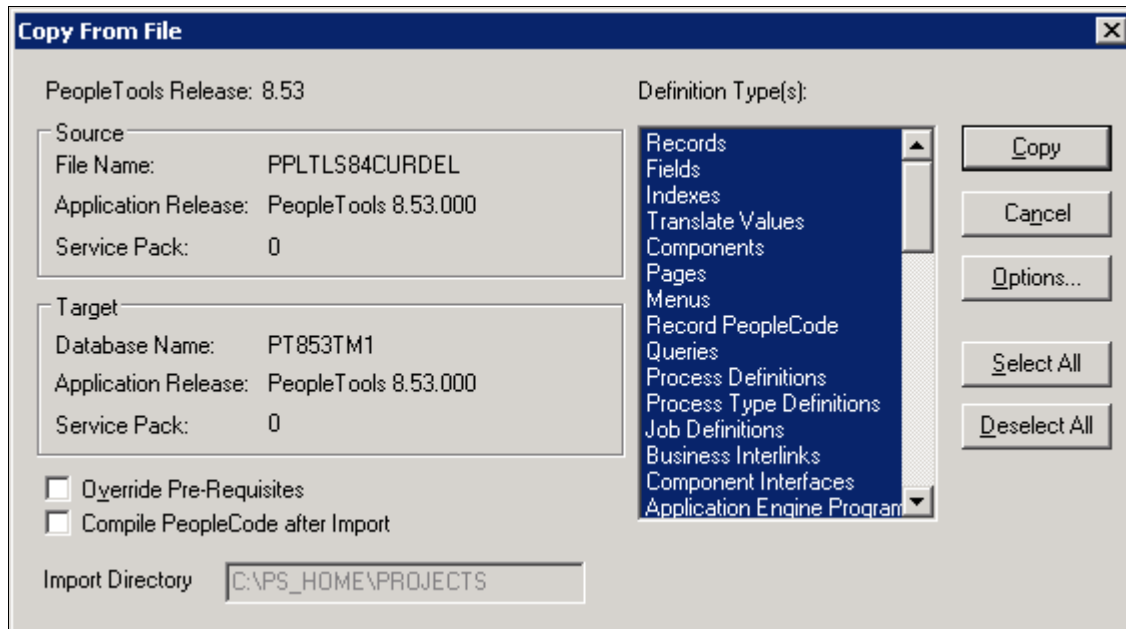 Copy From File
PeopleTools Release: 8.53
Source
File Name: PPLTLS84CURDEL
Application Release: PeopleTools 8.53.000
Service Pack: 0
Target
Database Name: PT853TM1
Application Release: PeopleTools 8.53.000
Service Pack: 0
Override Pre-Requisites
Compile PeopleCode after Import
Import Directory C:\PS_HOME\PROJECTS
Definition Type(s):
Records
Fields
Indexes
Translate Values
Components
Pages
Menus
Record PeopleCode
Queries
Process Definitions
Process Type Definitions
Job Definitions
Business Interlinks
Component Interfaces
Application Engine Program
Copy
Cancel
Options...
Select All
Deselect All